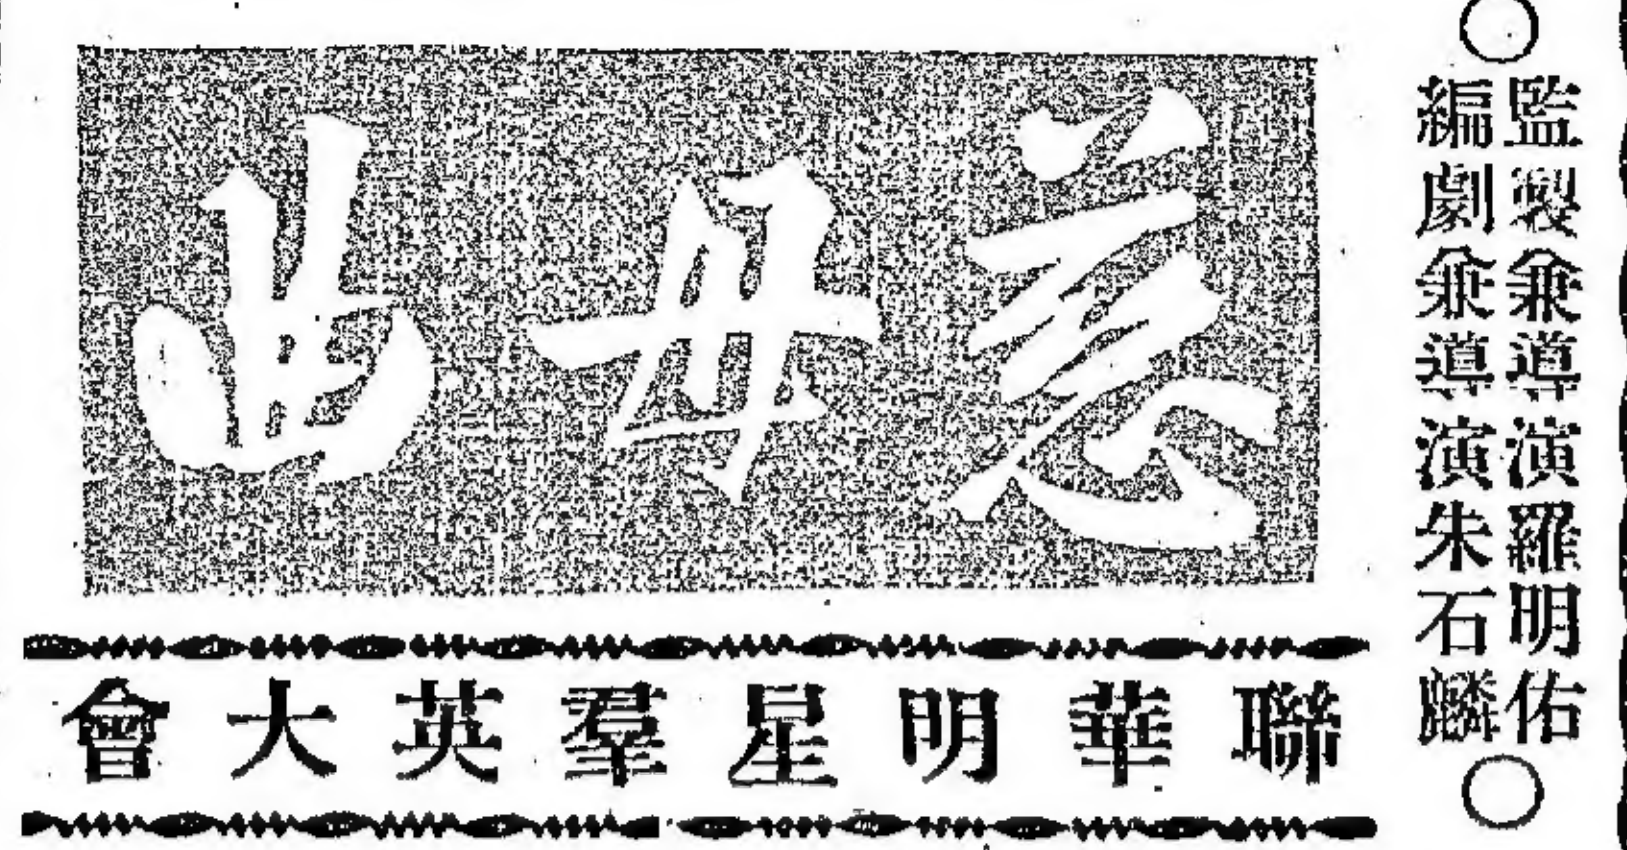 監製兼導演羅明佑
編劇兼導演朱石麟
慈母曲
聯華明星羣英大會